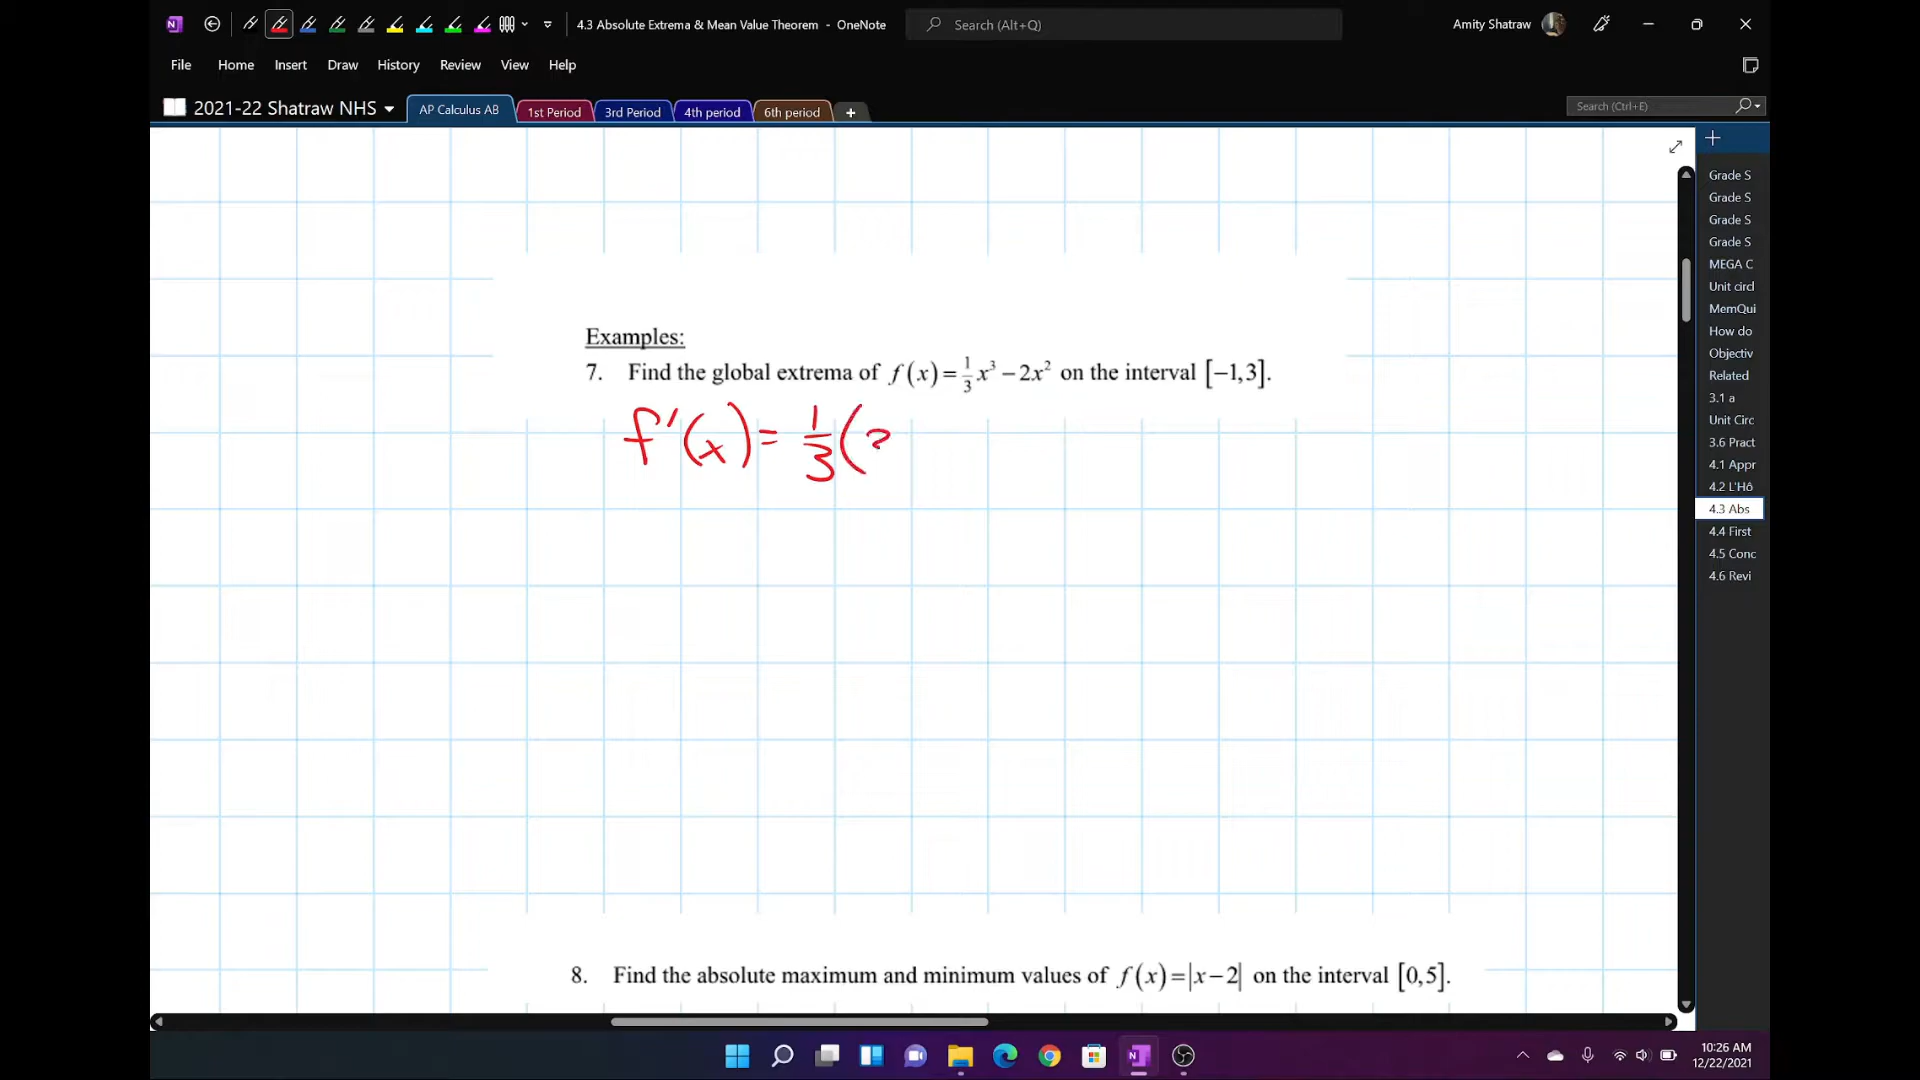 4.3 Absolute Extrema & Mean Value Theorem - OneNote
Search (Alt+Q)
Amity Shatraw
File Home Insert Draw History Review View Help
2021-22 Shatraw NHS
AP Calculus AB 1st Period 3rd Period 4th period 6th period +
Search (Ctrl+E)
Grade S
Grade S
Grade S
Grade S
MEGA C
Unit circl
MemQui
How do
Objectiv
Related
3.1 a
Unit Circ
3.6 Pract
4.1 Appr
4.2 L'Hô
4.3 Abs
4.4 First
4.5 Conc
4.6 Revi
Examples:
7. Find the global extrema of f(x)=1/3x³−2x² on the interval [−1,3].
f'(x)= 1/3(
8. Find the absolute maximum and minimum values of f(x)=|x−2| on the interval [0,5].
10:26 AM
12/22/2021